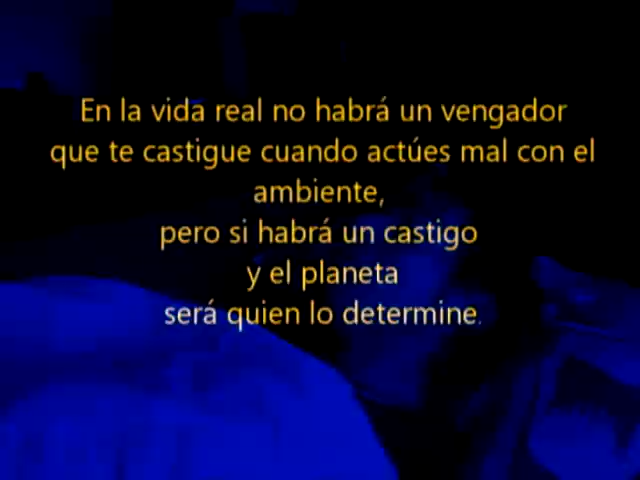 En la vida real no habrá un vengador
que te castigue cuando actúes mal con el
ambiente,
pero si habrá un castigo
y el planeta
será quien lo determine.